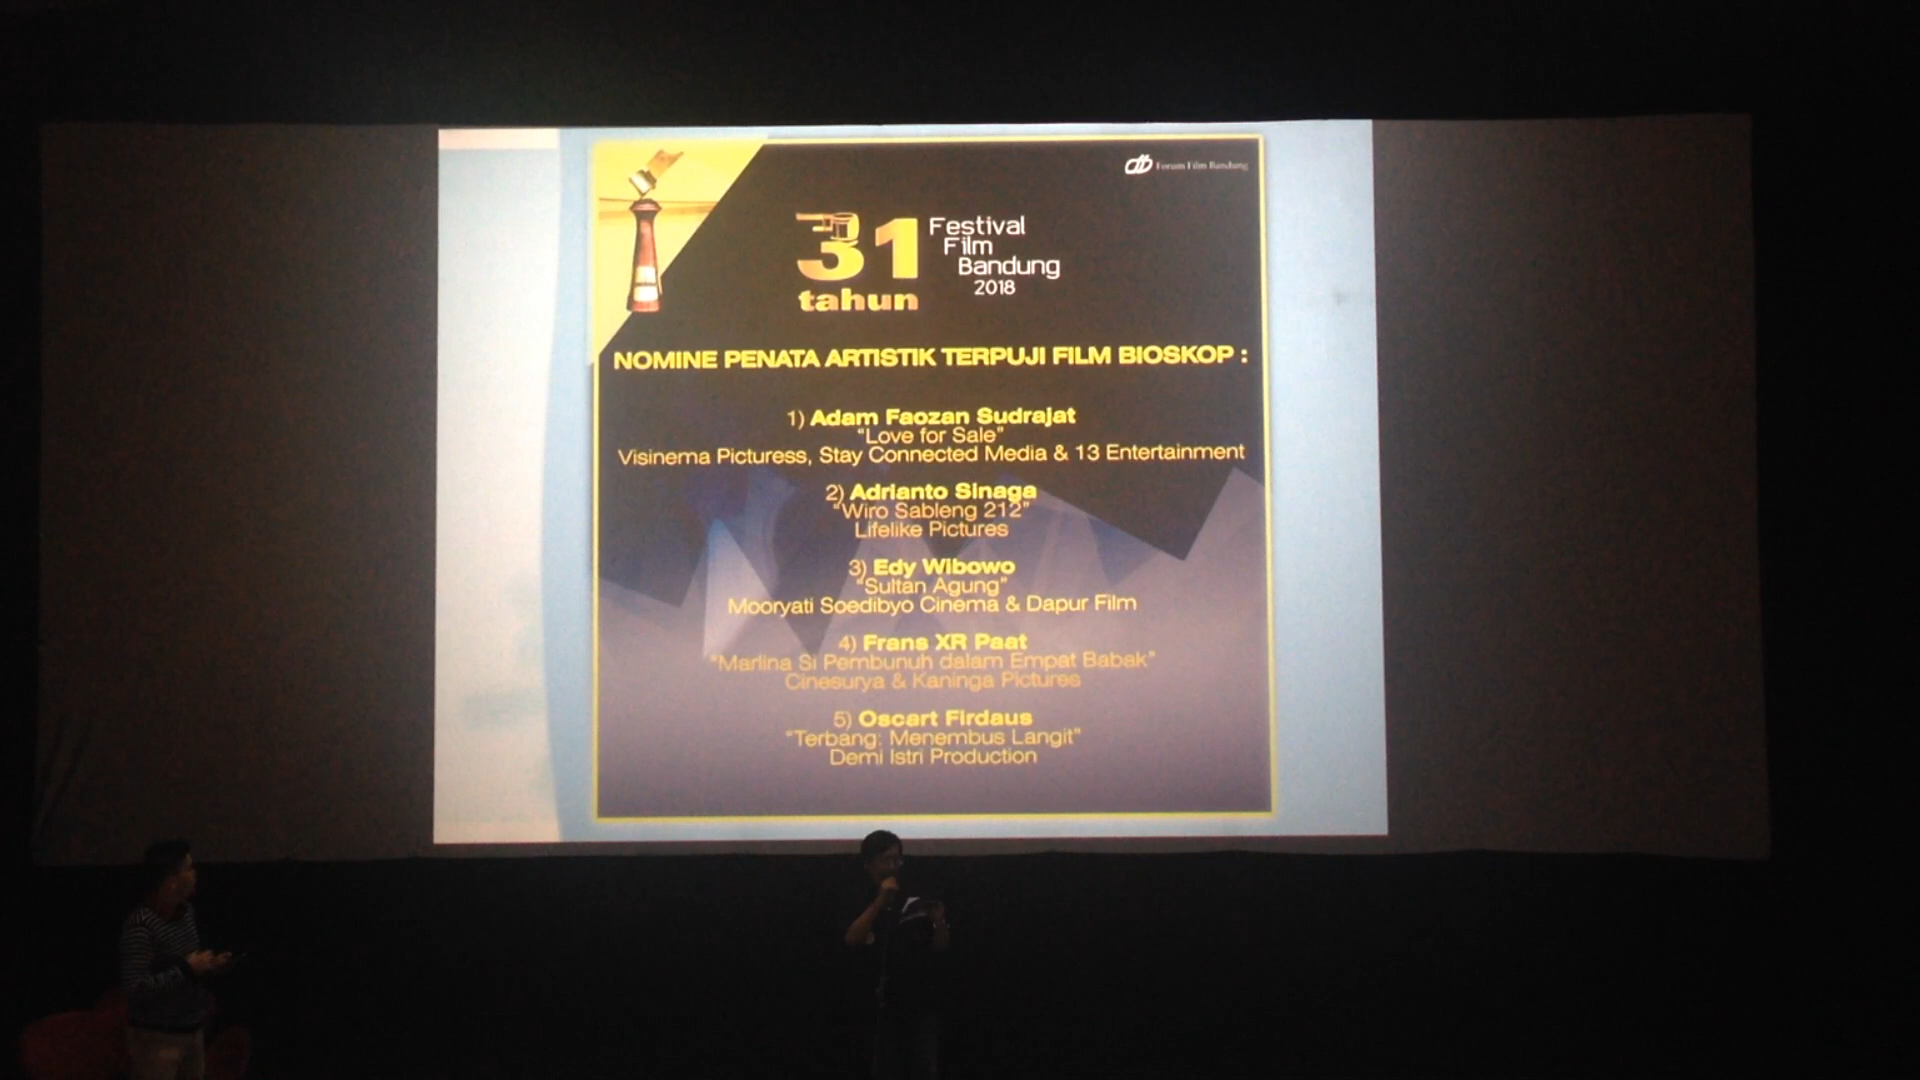 Forum Film Bandung
31
tahun
Festival
Film
Bandung
2018
NOMINE PENATA ARTISTIK TERPUJI FILM BIOSKOP :
1) Adam Faozan Sudrajat
"Love for Sale"
Visinema Picturess, Stay Connected Media & 13 Entertainment
2) Adrianto Sinaga
"Wiro Sableng 212"
Lifelike Pictures
3) Edy Wibowo
"Sultan Agung"
Mooryati Soedibyo Cinema & Dapur Film
4) Frans XR Paat
"Marlina Si Pembunuh dalam Empat Babak"
Cinesurya & Kaninga Pictures
5) Oscart Firdaus
"Terbang: Menembus Langit"
Demi Istri Production